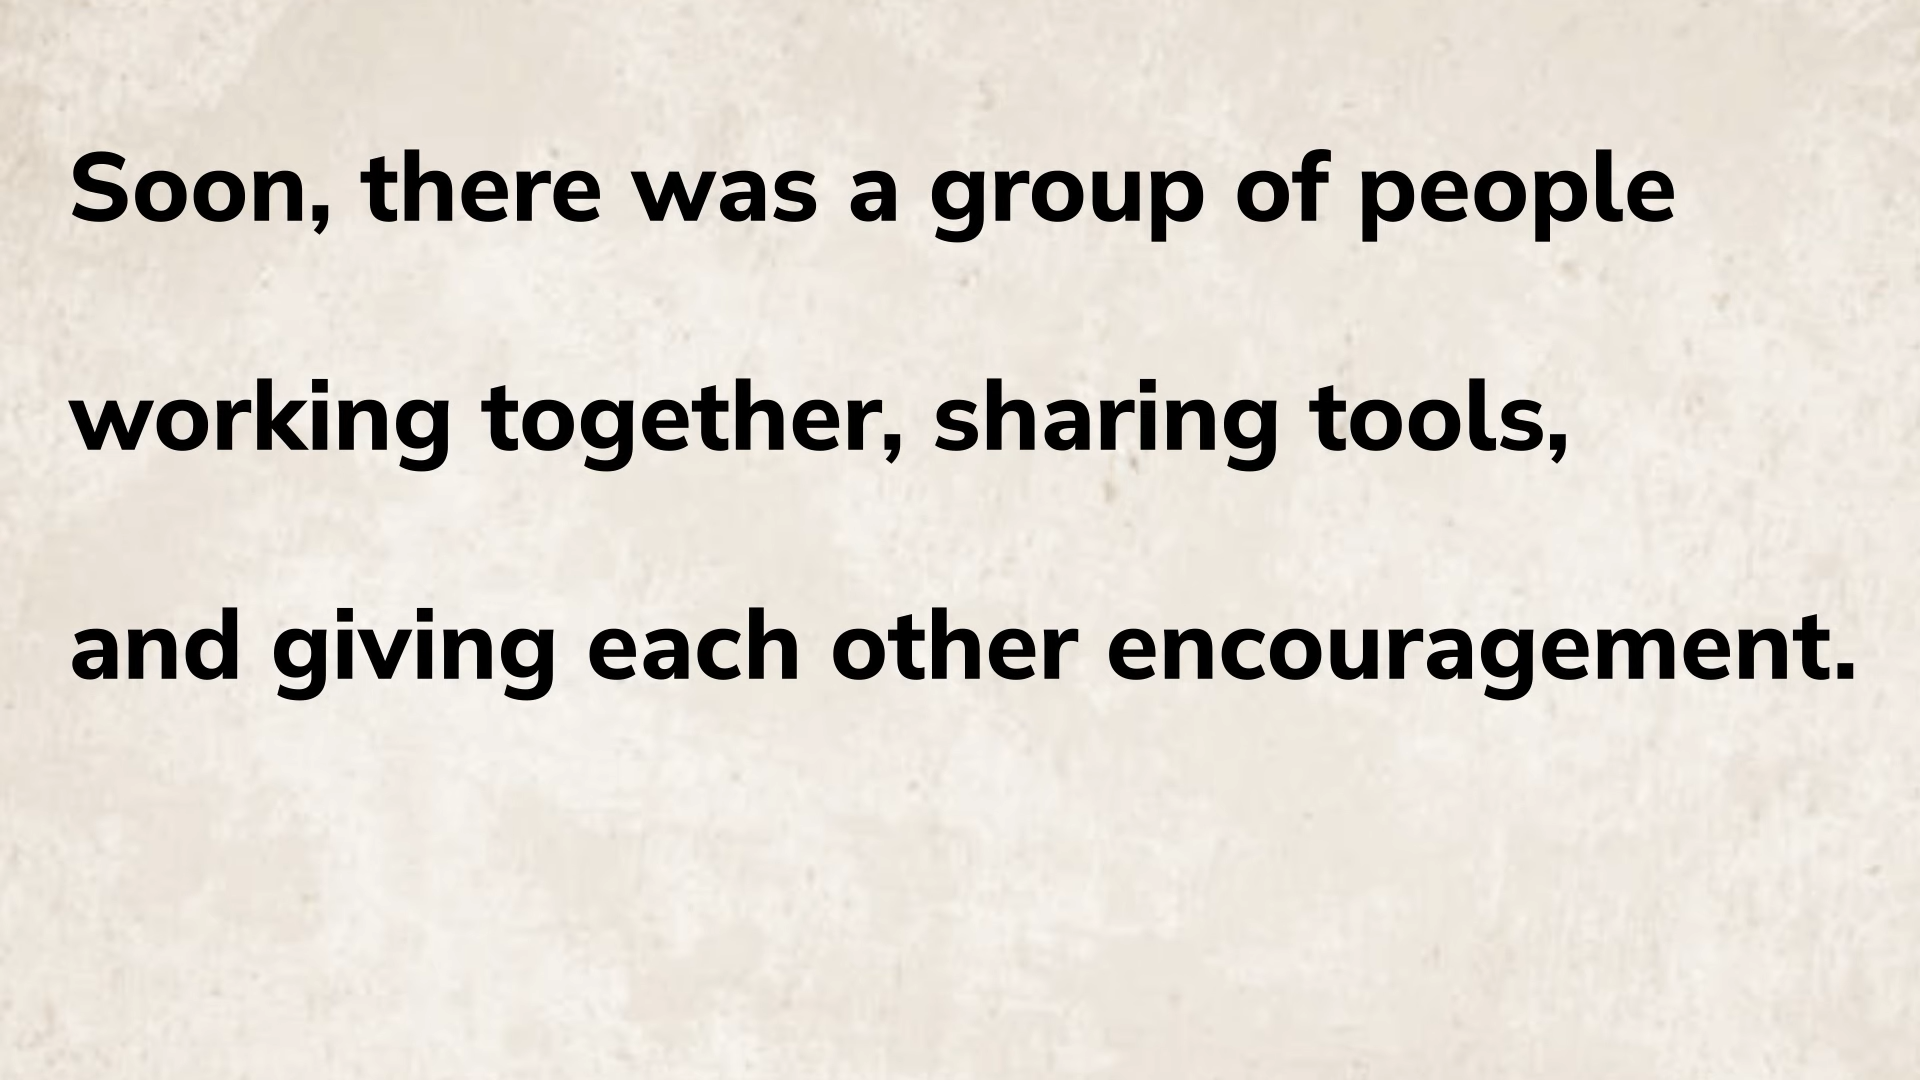 Soon, there was a group of people
working together, sharing tools,
and giving each other encouragement.